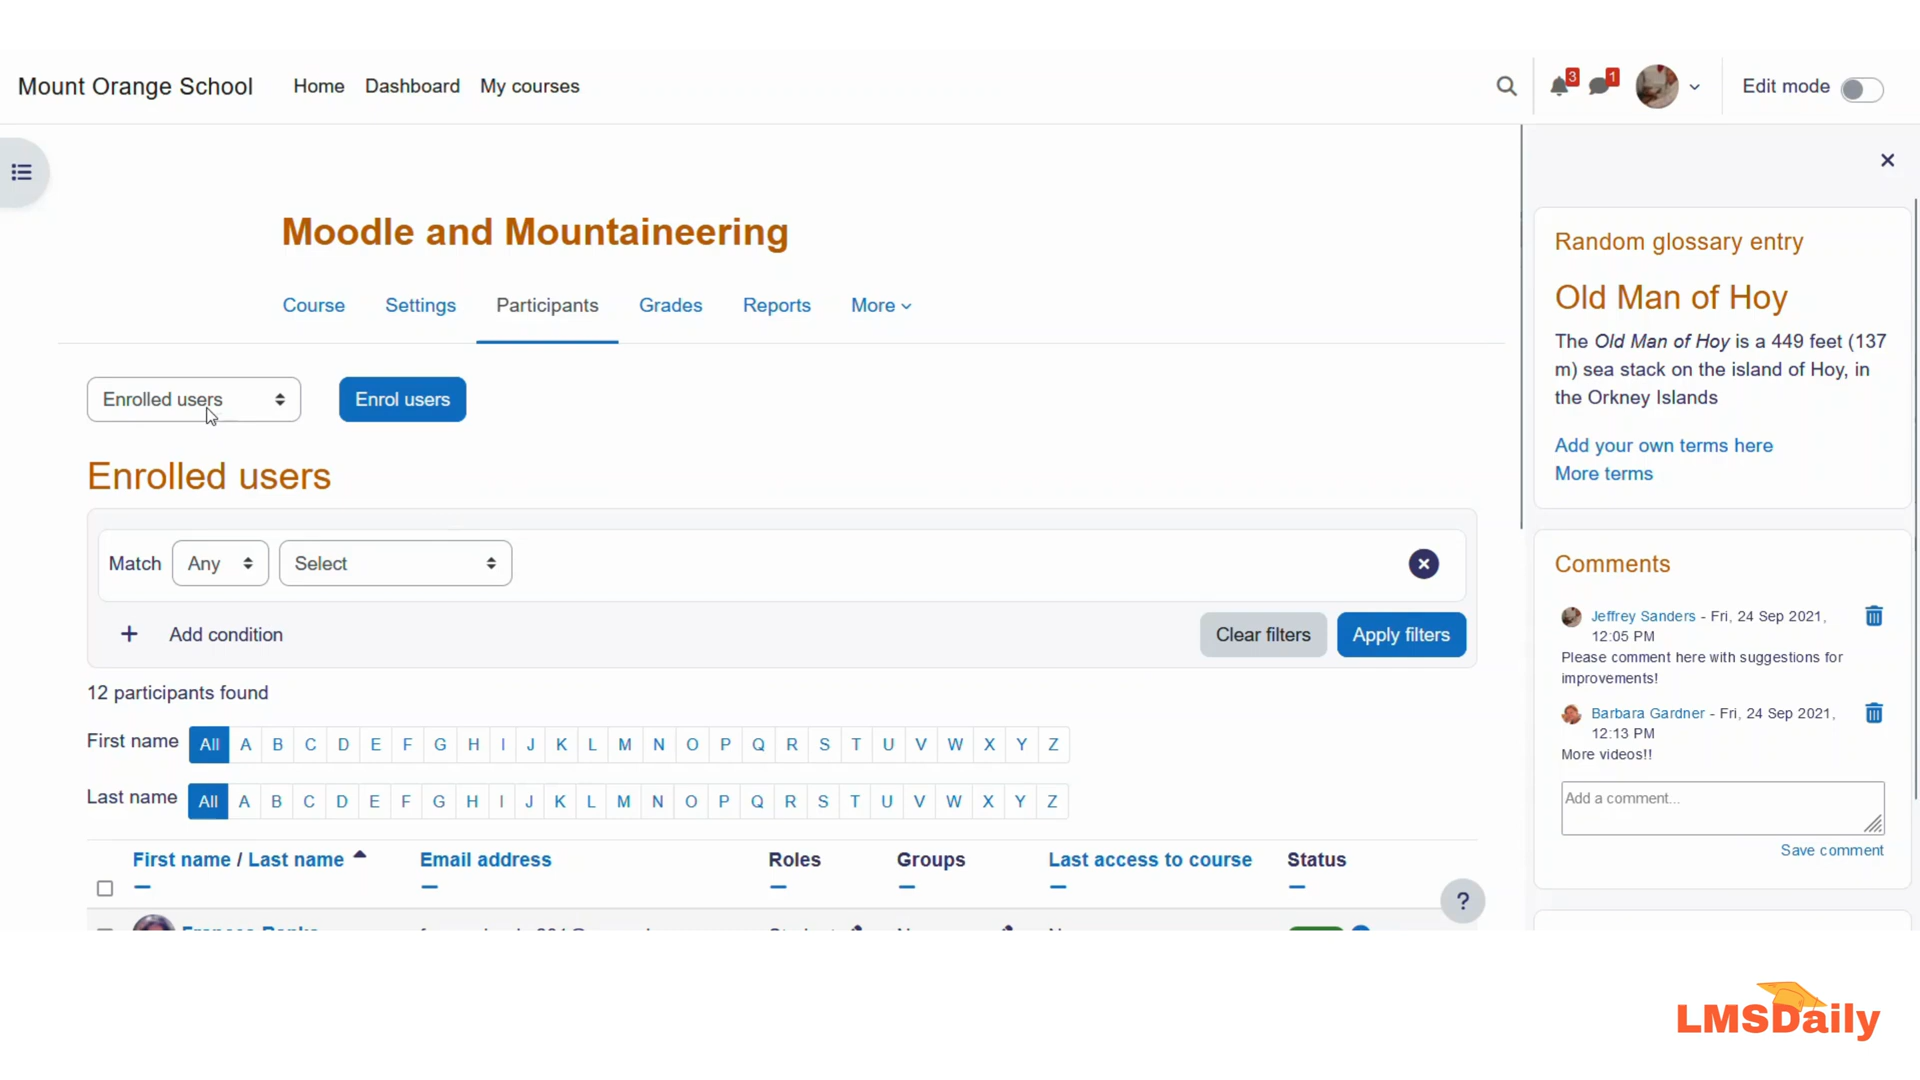 Mount Orange School Home Dashboard My courses 3 1 Edit mode
Moodle and Mountaineering
Course Settings Participants Grades Reports More
Enrolled users Enrol users
Enrolled users
Match Any Select
+ Add condition Clear filters Apply filters
12 participants found
First name All A B C D E F G H I J K L M N O P Q R S T U V W X Y Z
Last name All A B C D E F G H I J K L M N O P Q R S T U V W X Y Z
First name / Last name Email address Roles Groups Last access to course Status
?
Random glossary entry
Old Man of Hoy
The Old Man of Hoy is a 449 feet (137
m) sea stack on the island of Hoy, in
the Orkney Islands
Add your own terms here
More terms
Comments
Jeffrey Sanders - Fri, 24 Sep 2021,
12:05 PM
Please comment here with suggestions for
improvements!
Barbara Gardner - Fri, 24 Sep 2021,
12:13 PM
More videos!!
Add a comment...
Save comment
LMSDaily